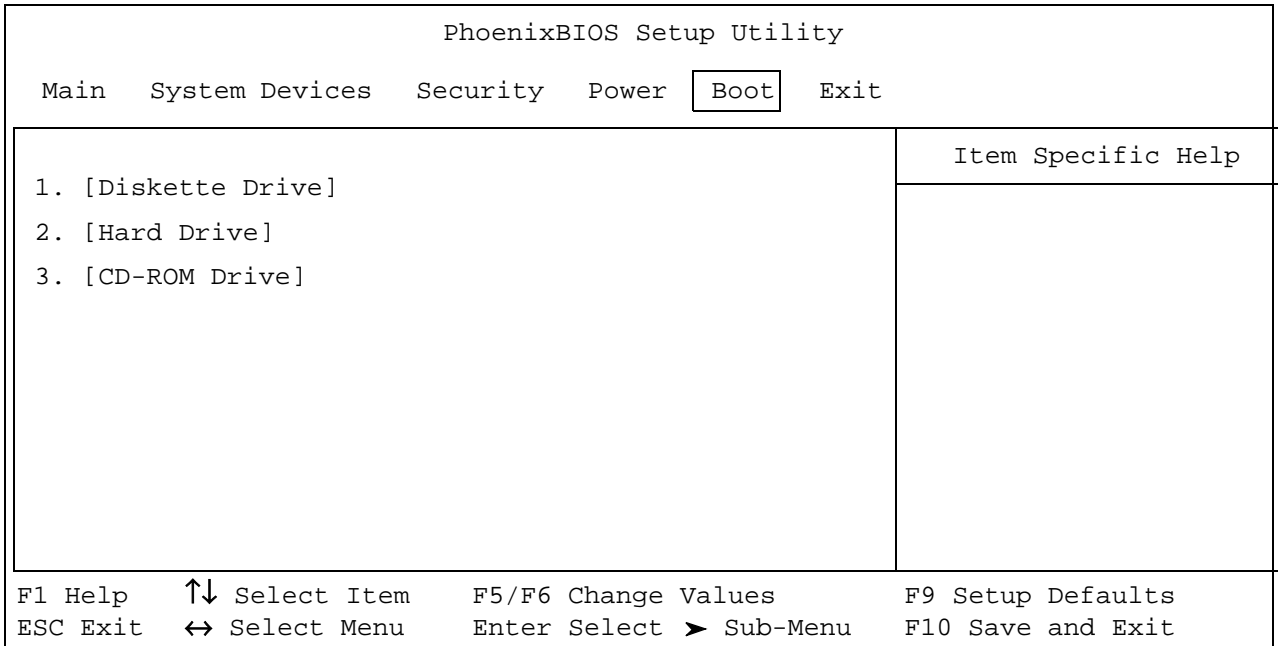 PhoenixBIOS Setup Utility
Main System Devices Security Power Boot Exit
Item Specific Help
1. [Diskette Drive]
2. [Hard Drive]
3. [CD-ROM Drive]
F1 Help ↑↓ Select Item F5/F6 Change Values F9 Setup Defaults
ESC Exit ↔ Select Menu Enter Select ➤ Sub-Menu F10 Save and Exit